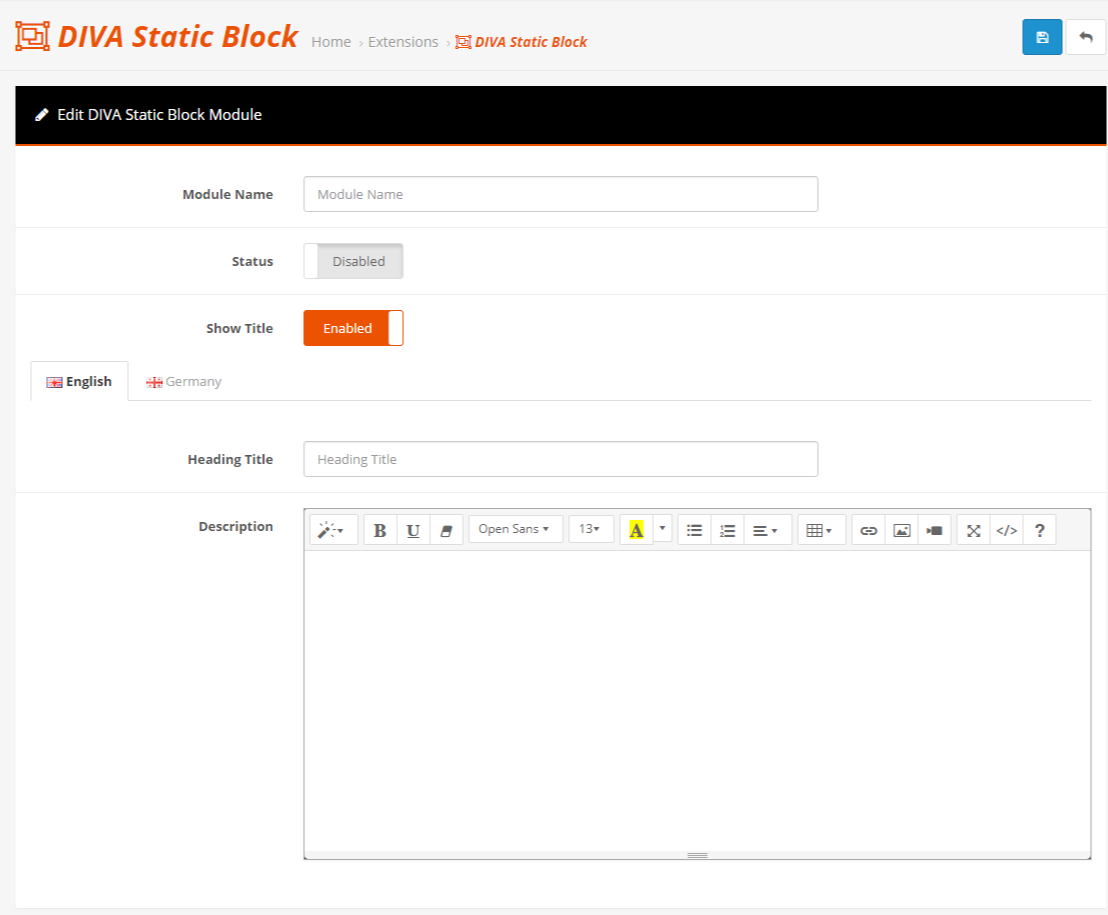 DIVA Static Block Home › Extensions › DIVA Static Block
Edit DIVA Static Block Module
Module Name Module Name
Status Disabled
Show Title Enabled
English Germany
Heading Title Heading Title
Description B U Open Sans 13 A </> ?